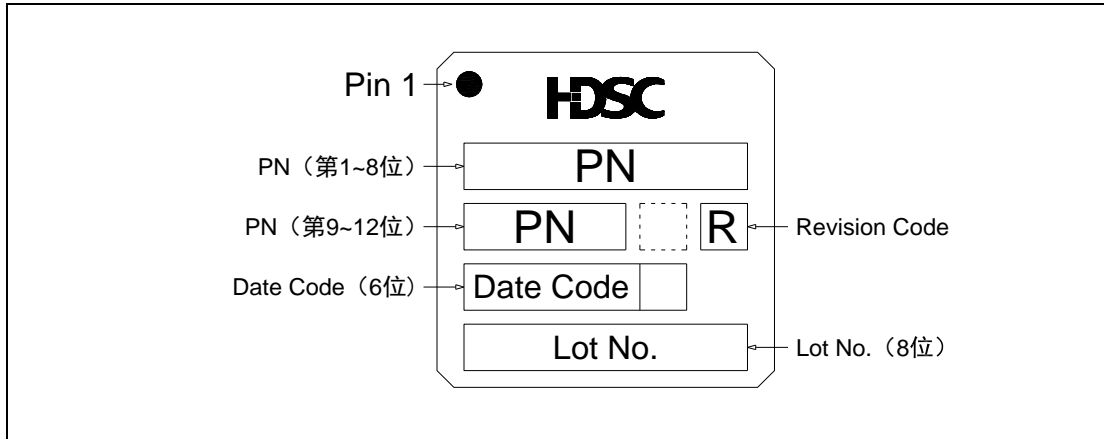 Pin 1
HDSC
PN（第1~8位）
PN
PN（第9~12位）
PN
R
Revision Code
Date Code（6位）
Date Code
Lot No.
Lot No.（8位）